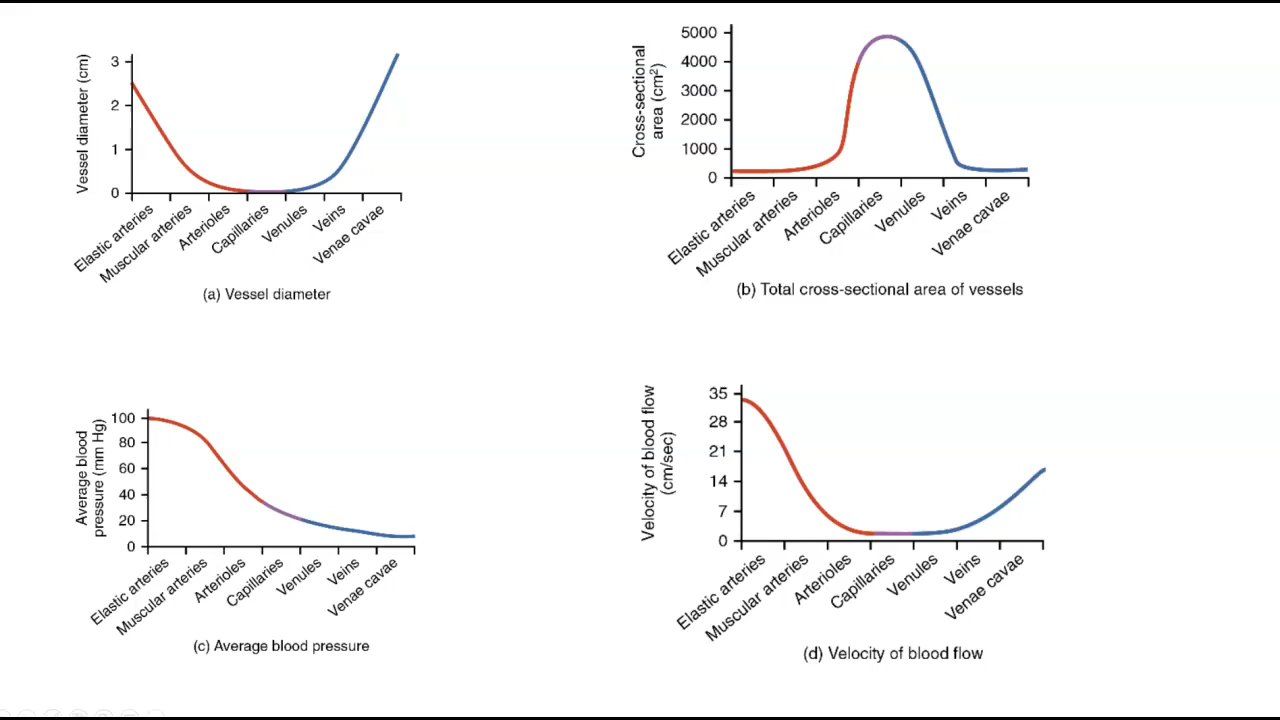 Vessel diameter (cm)
3
2
1
0
Elastic arteries
Muscular arteries
Arterioles
Capillaries
Venules
Veins
Venae cavae
(a) Vessel diameter
Cross-sectional
area (cm²)
5000
4000
3000
2000
1000
0
Elastic arteries
Muscular arteries
Arterioles
Capillaries
Venules
Veins
Venae cavae
(b) Total cross-sectional area of vessels
Average blood
pressure (mm Hg)
100
80
60
40
20
0
Elastic arteries
Muscular arteries
Arterioles
Capillaries
Venules
Veins
Venae cavae
(c) Average blood pressure
Velocity of blood flow
(cm/sec)
35
28
21
14
7
0
Elastic arteries
Muscular arteries
Arterioles
Capillaries
Venules
Veins
Venae cavae
(d) Velocity of blood flow